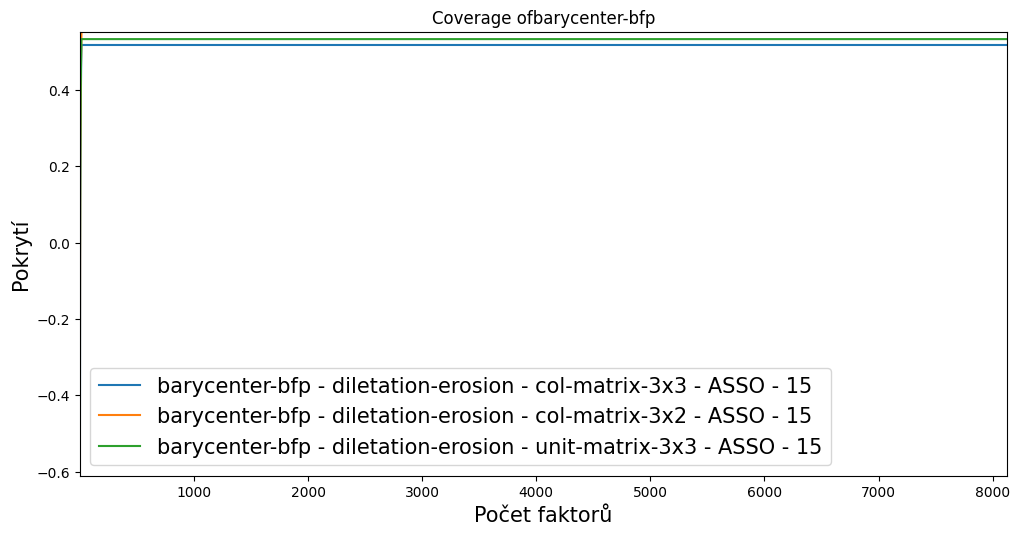 Coverage ofbarycenter-bfp
0.4
0.2
0.0
−0.2
−0.4
−0.6
Pokrytí
barycenter-bfp - diletation-erosion - col-matrix-3x3 - ASSO - 15
barycenter-bfp - diletation-erosion - col-matrix-3x2 - ASSO - 15
barycenter-bfp - diletation-erosion - unit-matrix-3x3 - ASSO - 15
1000 2000 3000 4000 5000 6000 7000 8000
Počet faktorů